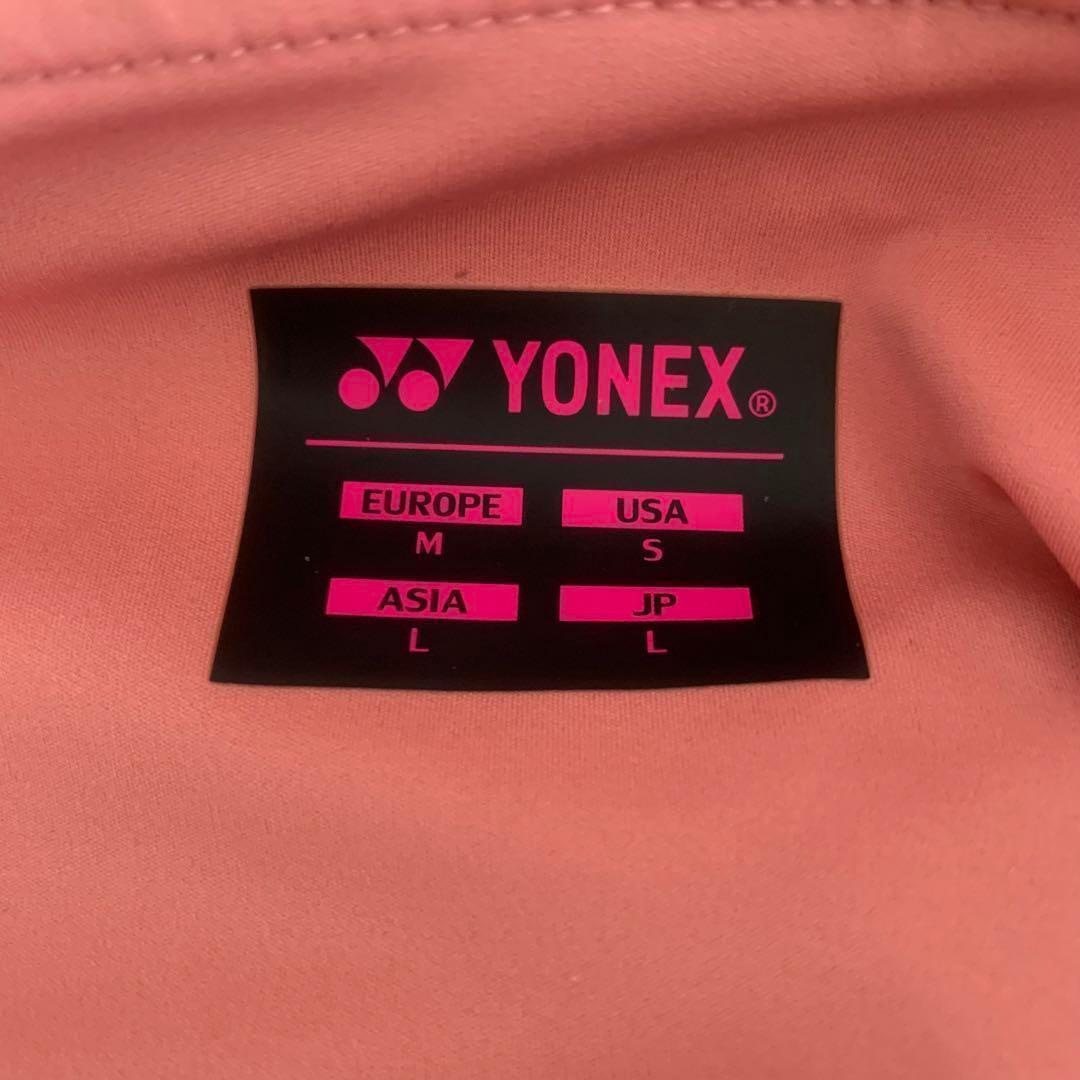 YONEX®
EUROPE USA
M S
ASIA JP
L L